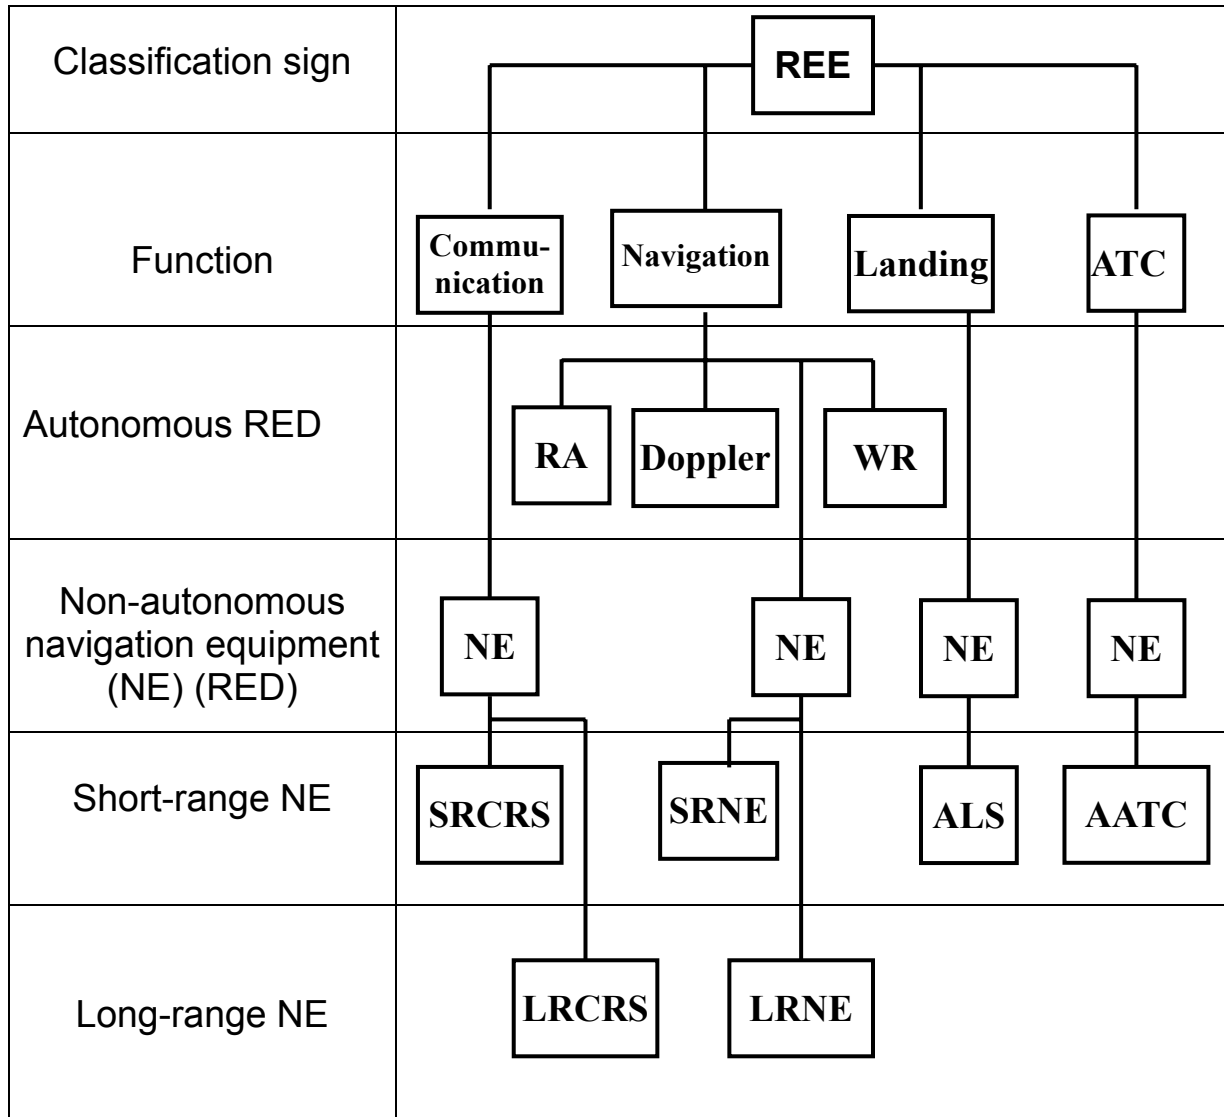 Classification sign
REE
Function
Commu-
nication
Navigation
Landing
ATC
Autonomous RED
RA
Doppler
WR
Non-autonomous
navigation equipment
(NE) (RED)
NE
NE
NE
NE
Short-range NE
SRCRS
SRNE
ALS
AATC
Long-range NE
LRCRS
LRNE